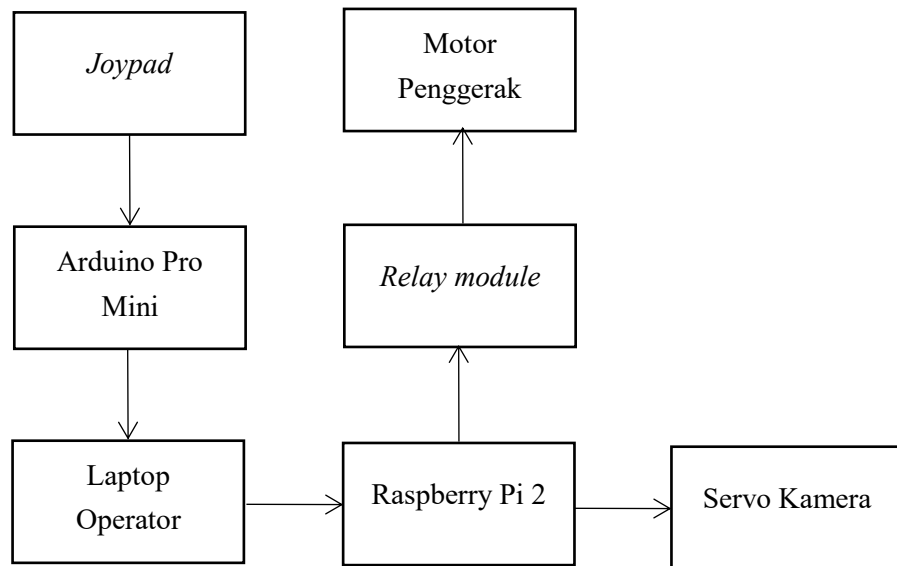 Joypad
Motor
Penggerak
Arduino Pro
Mini
Relay module
Laptop
Operator
Raspberry Pi 2
Servo Kamera